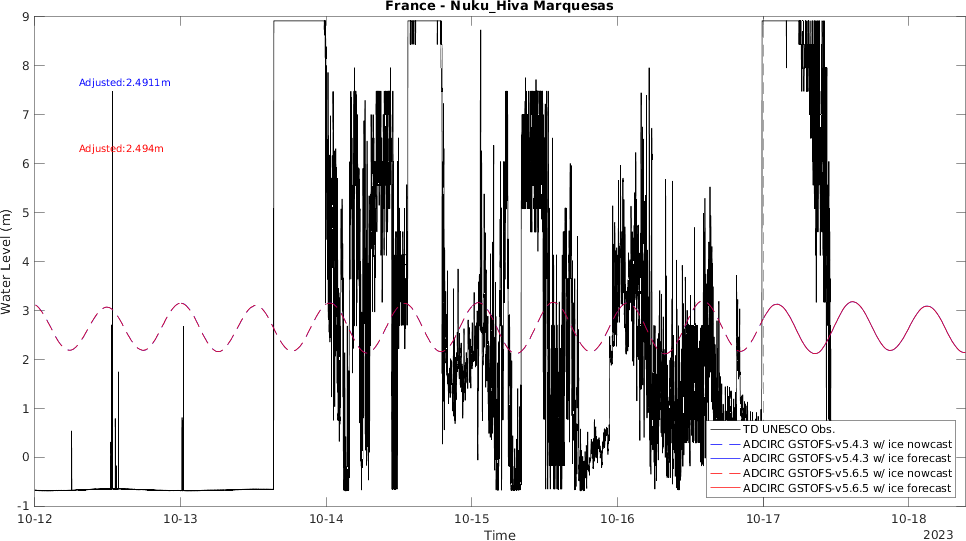 France - Nuku_Hiva Marquesas
9
8
7
6
5
4
3
2
1
0
-1
Water Level (m)
Adjusted:2.4911m
Adjusted:2.494m
TD UNESCO Obs.
ADCIRC GSTOFS-v5.4.3 w/ ice nowcast
ADCIRC GSTOFS-v5.4.3 w/ ice forecast
ADCIRC GSTOFS-v5.6.5 w/ ice nowcast
ADCIRC GSTOFS-v5.6.5 w/ ice forecast
10-12 10-13 10-14 10-15 10-16 10-17 10-18
Time
2023